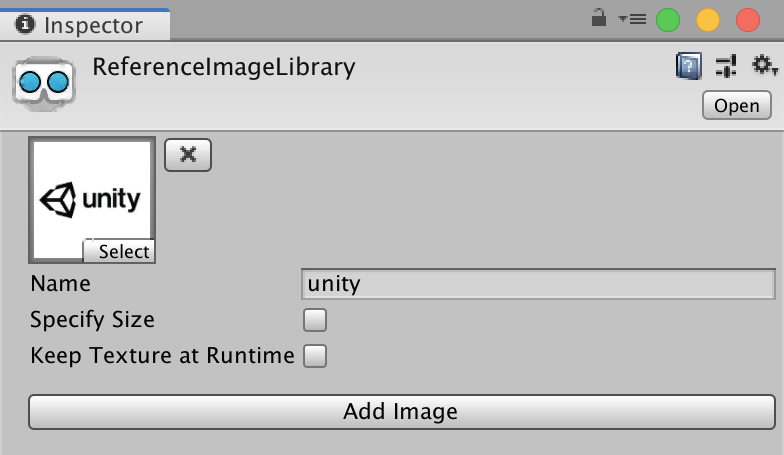 Inspector
ReferenceImageLibrary
Open
unity
Select
Name unity
Specify Size
Keep Texture at Runtime
Add Image